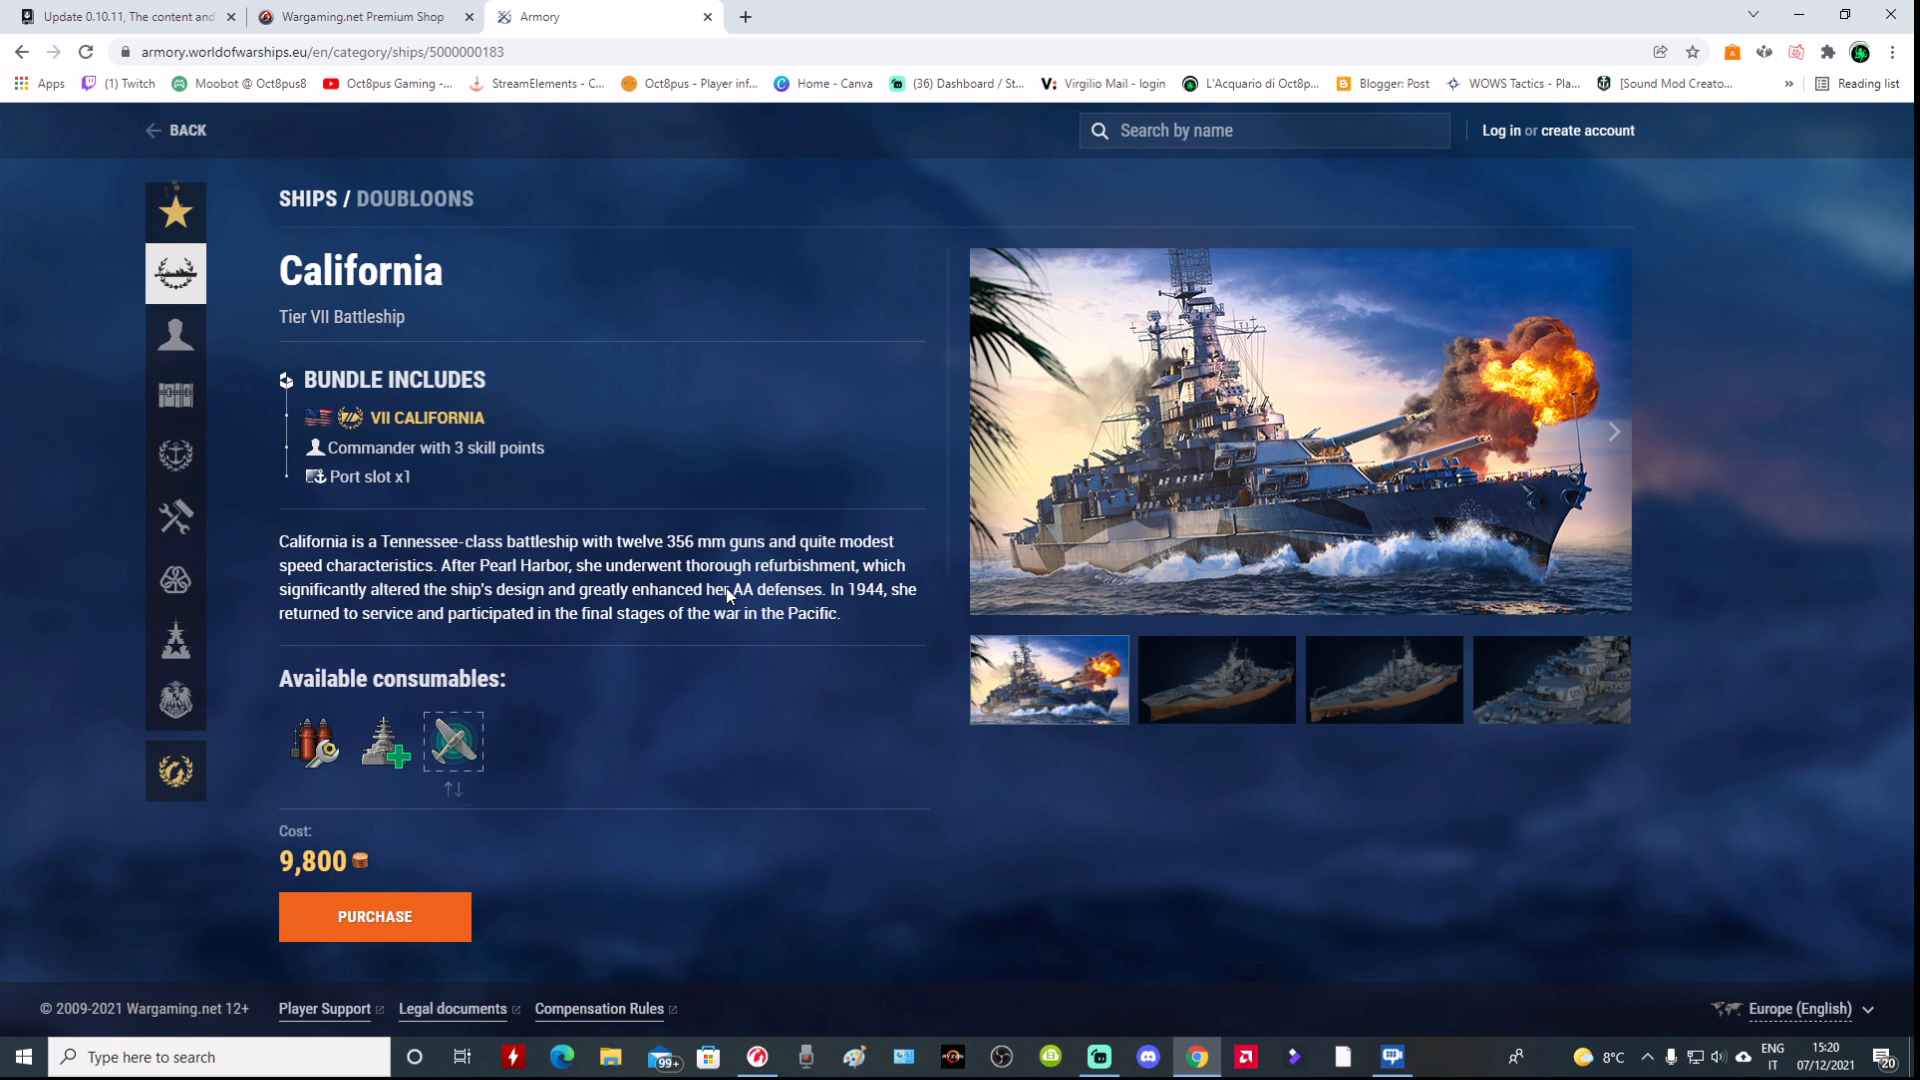 Update 0.10.11, The content and
Wargaming.net Premium Shop
Armory
armory.worldofwarships.eu/en/category/ships/5000000183
Apps
(1) Twitch
Moobot @ Oct8pus8
Oct8pus Gaming -...
StreamElements - C...
Oct8pus - Player inf...
Home - Canva
(36) Dashboard / St...
Virgilio Mail - login
L'Acquario di Oct8p...
Blogger: Post
WOWS Tactics - Pla...
[Sound Mod Creato...
»
Reading list
BACK
Search by name
Log in or create account
SHIPS / DOUBLOONS
California
Tier VII Battleship
BUNDLE INCLUDES
VII CALIFORNIA
Commander with 3 skill points
Port slot x1
California is a Tennessee-class battleship with twelve 356 mm guns and quite modest
speed characteristics. After Pearl Harbor, she underwent thorough refurbishment, which
significantly altered the ship's design and greatly enhanced her AA defenses. In 1944, she
returned to service and participated in the final stages of the war in the Pacific.
Available consumables:
Cost:
9,800
PURCHASE
© 2009-2021 Wargaming.net 12+
Player Support
Legal documents
Compensation Rules
Europe (English)
Type here to search
99+
RYZEN
8°C
ENG
IT
15:20
07/12/2021
20